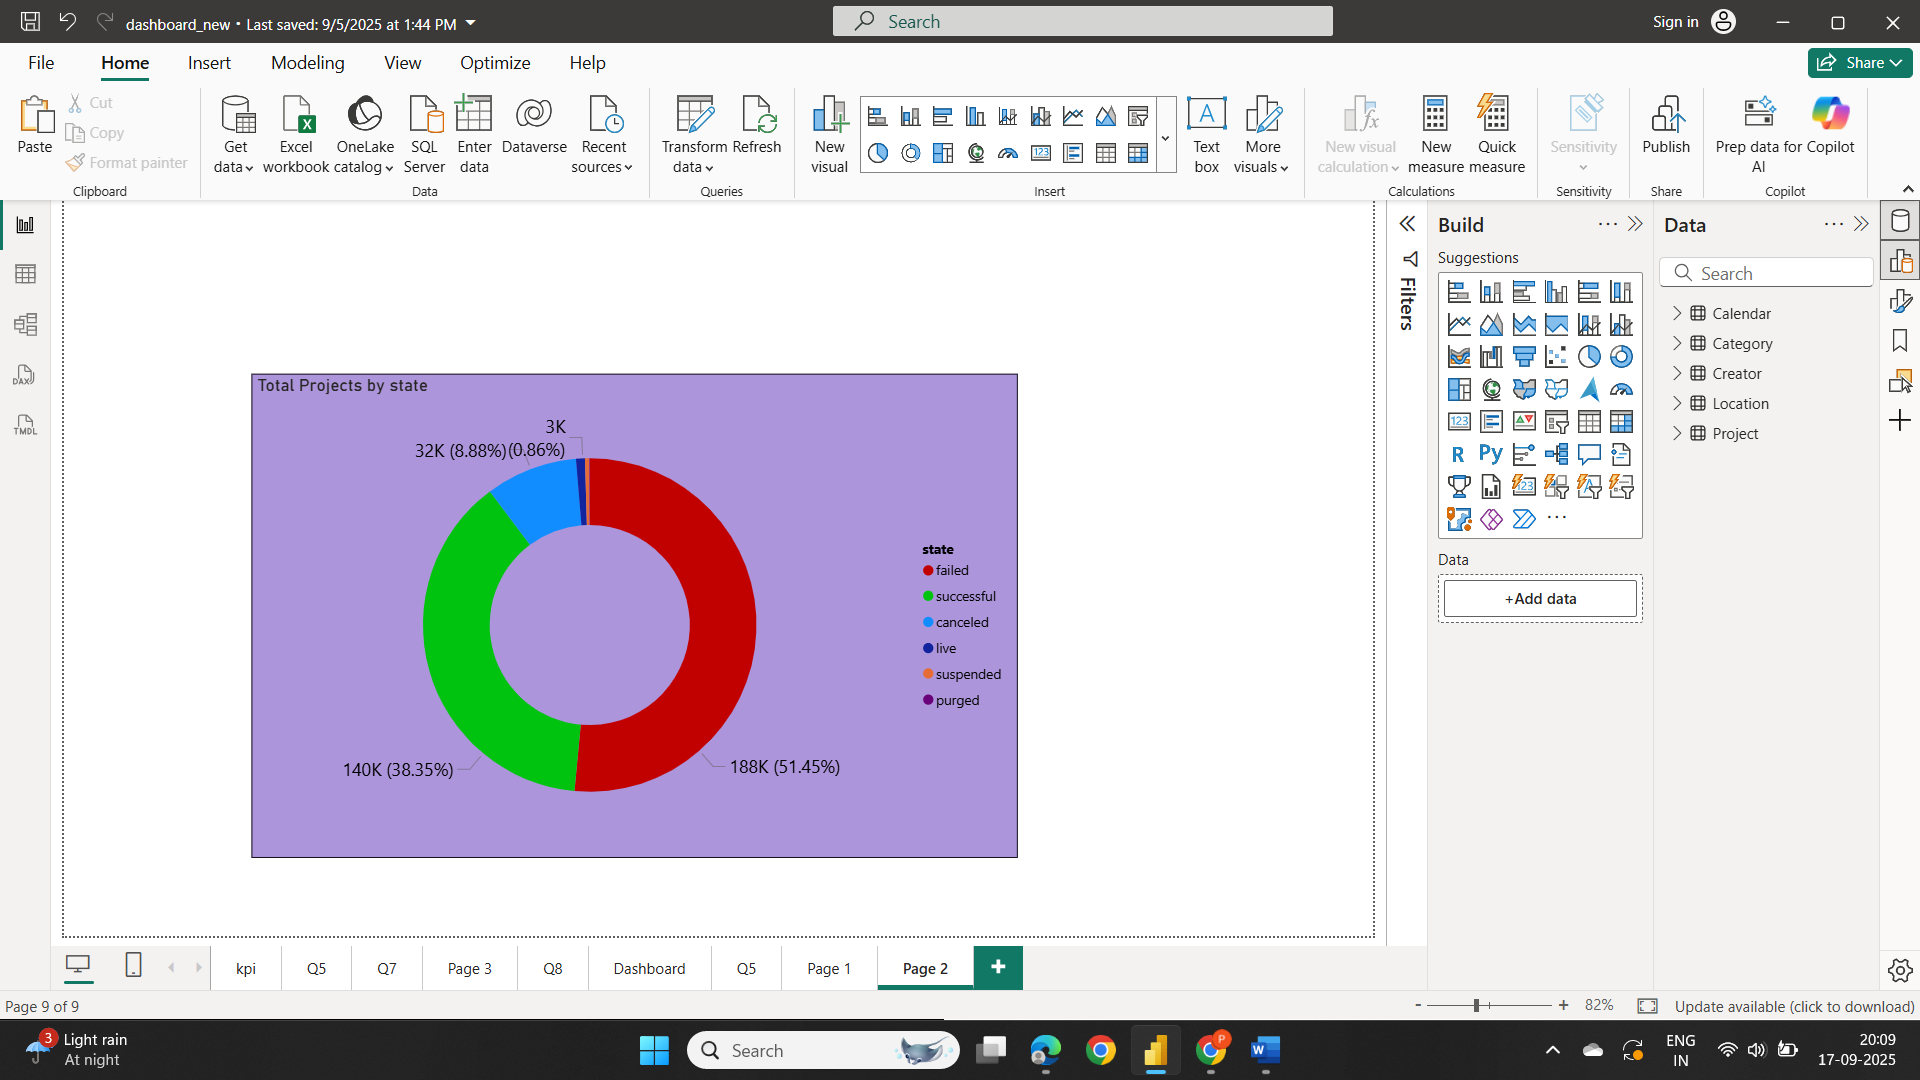 dashboard_new • Last saved: 9/5/2025 at 1:44 PM
Search
Sign in
File Home Insert Modeling View Optimize Help
Share
Paste
Cut
Copy
Format painter
Clipboard
Get data
Excel workbook
OneLake catalog
SQL Server
Enter data
Dataverse
Recent sources
Data
Transform data
Refresh
Queries
New visual
Text box
More visuals
Insert
New visual calculation
New measure
Quick measure
Calculations
Sensitivity
Sensitivity
Publish
Share
Prep data for AI
Copilot
Copilot
DAX
TMDL
Total Projects by state
3K
(0.86%)
32K (8.88%)
140K (38.35%)
188K (51.45%)
state
failed
successful
canceled
live
suspended
purged
Filters
Build
Suggestions
123
R
Py
123
Data
+Add data
Data
Search
Calendar
Category
Creator
Location
Project
kpi Q5 Q7 Page 3 Q8 Dashboard Q5 Page 1 Page 2
Page 9 of 9
- + 82%
Update available (click to download)
3
Light rain
At night
Search
P
W
ENG
IN
20:09
17-09-2025